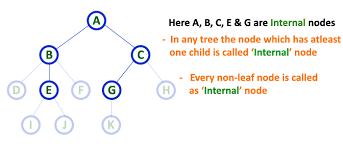 A
Here A, B, C, E & G are Internal nodes
- In any tree the node which has atleast
one child is called 'Internal' node
B
C
- Every non-leaf node is called
as 'Internal' node
D
E
F
G
H
I
J
K